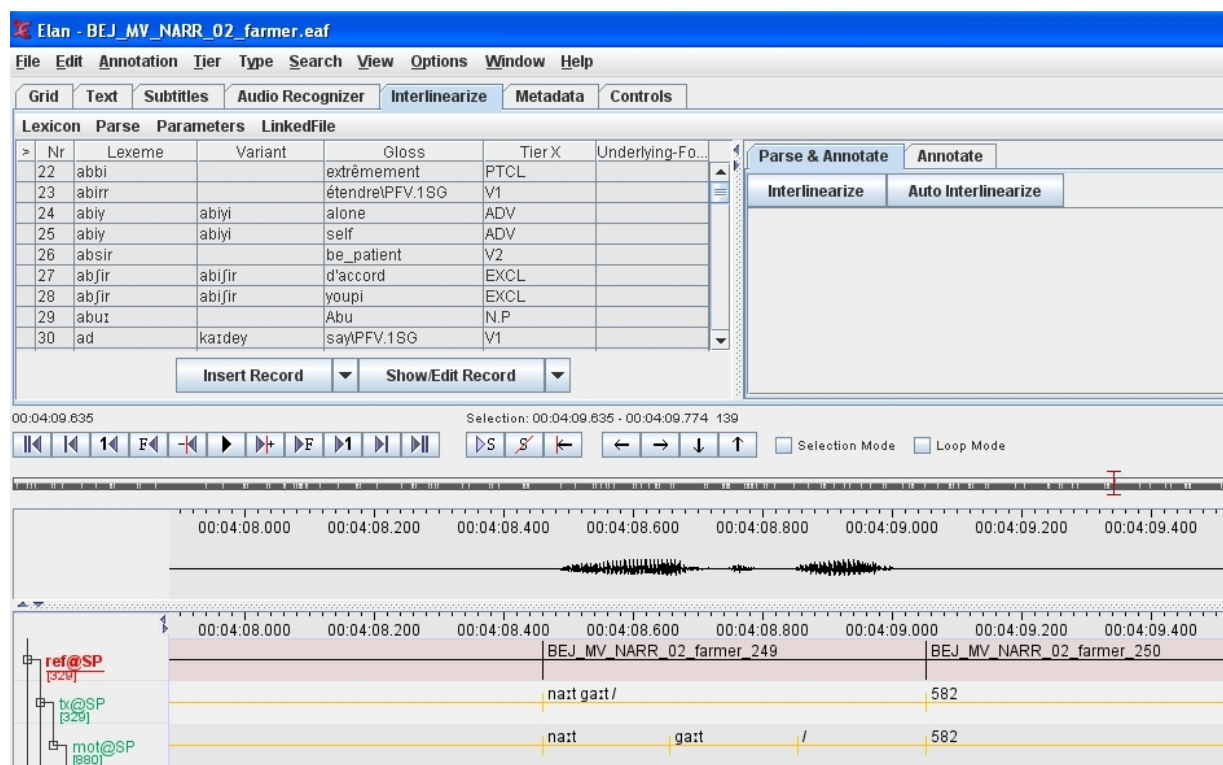 Elan - BEJ_MV_NARR_02_farmer.eaf
File Edit Annotation Tier Type Search View Options Window Help
Grid Text Subtitles Audio Recognizer Interlinearize Metadata Controls
Lexicon Parse Parameters LinkedFile
> Nr Lexeme Variant Gloss Tier X Underlying-Fo...
22 abbi extrêmement PTCL
23 abirr étendre\PFV.1SG V1
24 abiy abiyi alone ADV
25 abiy abiyi self ADV
26 absir be_patient V2
27 abʃir abiʃir d'accord EXCL
28 abʃir abiʃir youpi EXCL
29 abuɪ Abu N.P
30 ad kaɪdey say\PFV.1SG V1
Insert Record Show/Edit Record
Parse & Annotate Annotate
Interlinearize Auto Interlinearize
00:04:09.635 Selection: 00:04:09.635 - 00:04:09.774 139
1 F F 1 S S Selection Mode Loop Mode
00:04:08.000 00:04:08.200 00:04:08.400 00:04:08.600 00:04:08.800 00:04:09.000 00:04:09.200 00:04:09.400
00:04:08.000 00:04:08.200 00:04:08.400 00:04:08.600 00:04:08.800 00:04:09.000 00:04:09.200 00:04:09.400
ref@SP BEJ_MV_NARR_02_farmer_249 BEJ_MV_NARR_02_farmer_250
[329]
tx@SP naɪt gaɪt / 582
[329]
mot@SP naɪt gaɪt / 582
[880]